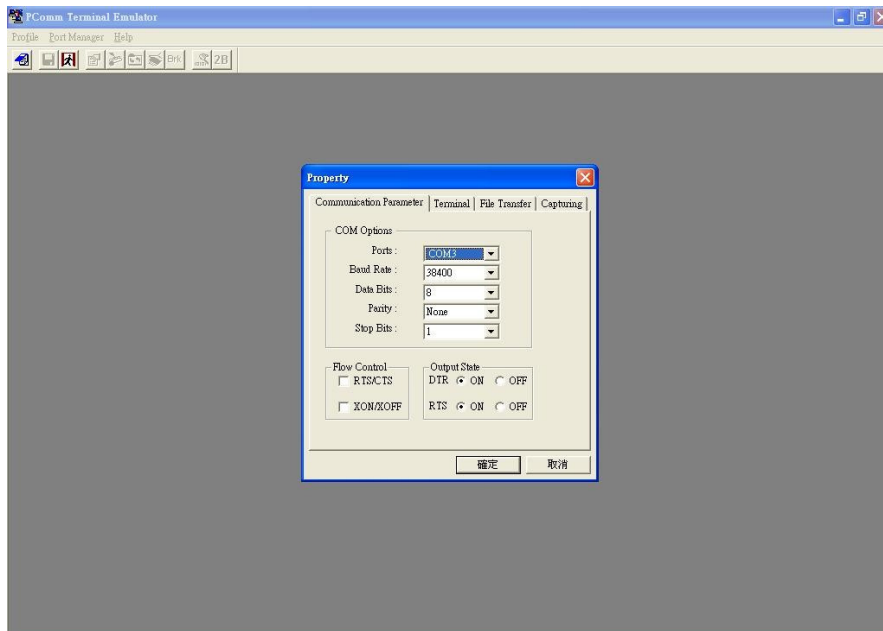 PComm Terminal Emulator
Profile Port Manager Help
Brk 2B
Property
Communication Parameter Terminal File Transfer Capturing
COM Options
Ports : COM3
Baud Rate : 38400
Data Bits : 8
Parity : None
Stop Bits : 1
Flow Control
RTS/CTS
XON/XOFF
Output State
DTR ON OFF
RTS ON OFF
確定 取消